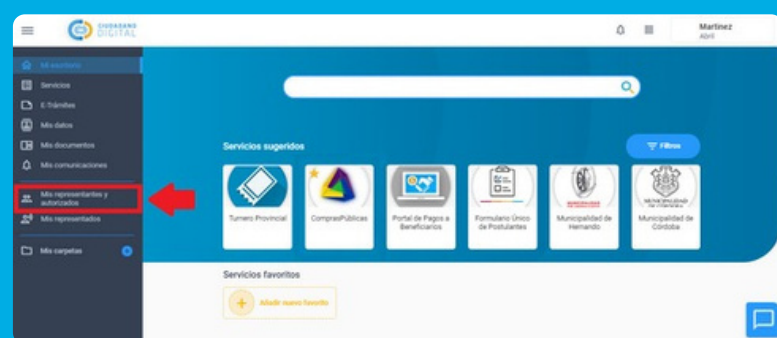 CIUDADANO
DIGITAL
Martinez
Abril
Mi escritorio
Servicios
E-Trámites
Mis datos
Mis documentos
Mis comunicaciones
Mis representantes y
autorizados
Mis representados
Mis carpetas
Servicios sugeridos
Filtros
Turnero Provincial
ComprasPúblicas
Portal de Pagos a
Beneficiarios
Formulario Único
de Postulantes
Municipalidad de
Hernando
MUNICIPALIDAD
Municipalidad de
Córdoba
Servicios favoritos
Añadir nuevo favorito